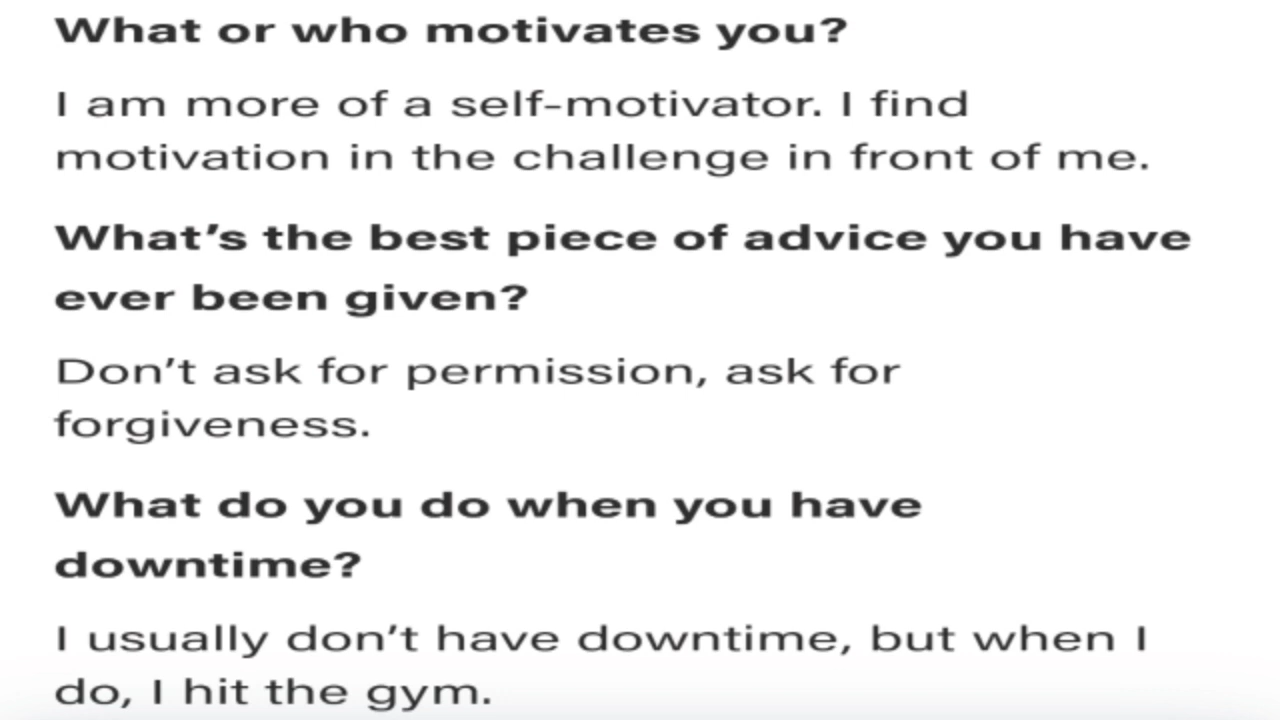 What or who motivates you?
I am more of a self-motivator. I find
motivation in the challenge in front of me.
What’s the best piece of advice you have
ever been given?
Don’t ask for permission, ask for
forgiveness.
What do you do when you have
downtime?
I usually don’t have downtime, but when I
do, I hit the gym.